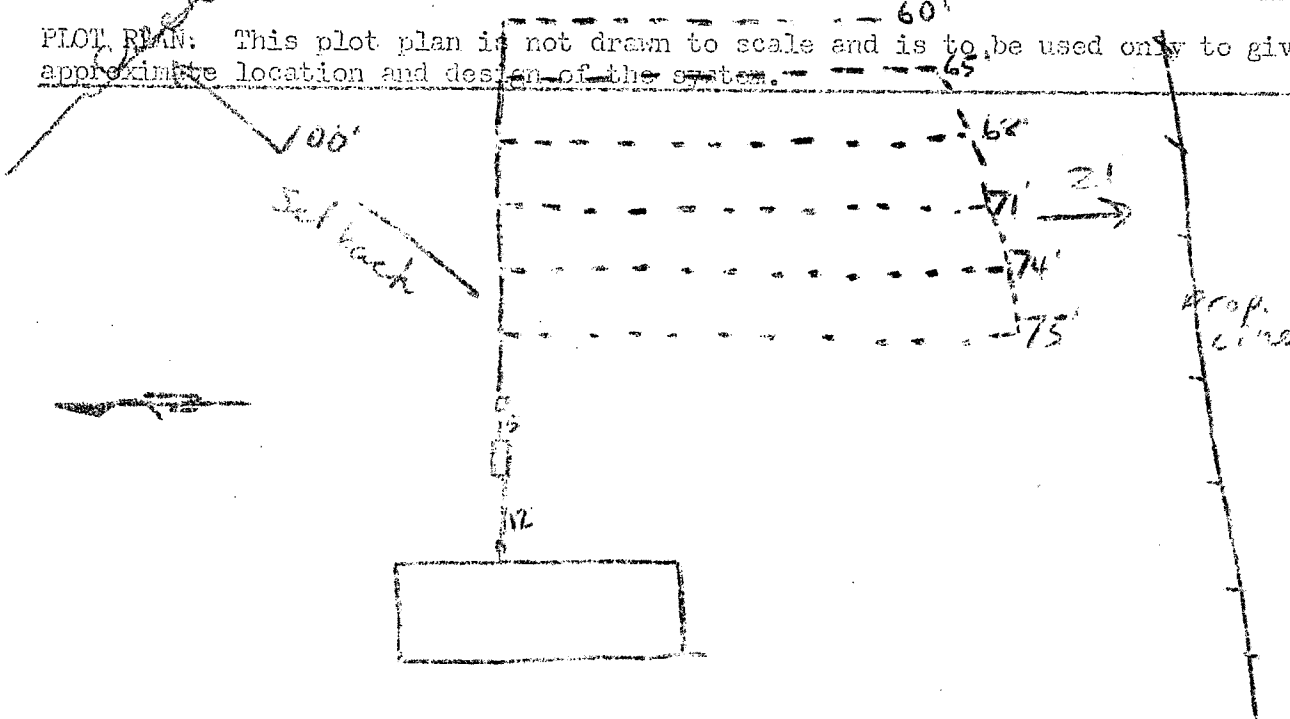 60'
PLOT PLAN: This plot plan is not drawn to scale and is to be used only to giv
approximate location and design of the system.
65'
100'
68'
Set back
71'
21
74'
75'
Prop.
Line
5
12